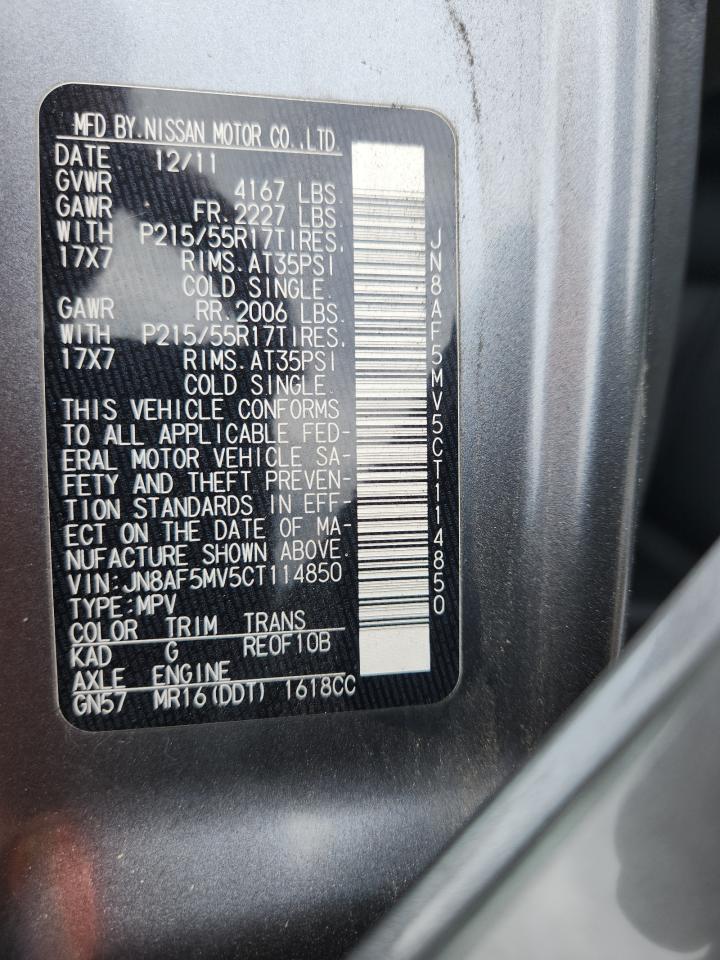 MFD BY.NISSAN MOTOR CO.,LTD.
DATE 12/11
GVWR 4167 LBS.
GAWR FR.2227 LBS.
WITH P215/55R17TIRES,
17X7 RIMS.AT35PSI
COLD SINGLE.
GAWR RR.2006 LBS.
WITH P215/55R17TIRES,
17X7 RIMS.AT35PSI
COLD SINGLE.
THIS VEHICLE CONFORMS
TO ALL APPLICABLE FED-
ERAL MOTOR VEHICLE SA-
FETY AND THEFT PREVEN-
TION STANDARDS IN EFF-
ECT ON THE DATE OF MA-
NUFACTURE SHOWN ABOVE.
VIN:JN8AF5MV5CT114850
TYPE:MPV
COLOR TRIM TRANS
KAD G RE0F10B
AXLE ENGINE
GN57 MR16(DDT) 1618CC
JN8AF5MV5CT114850